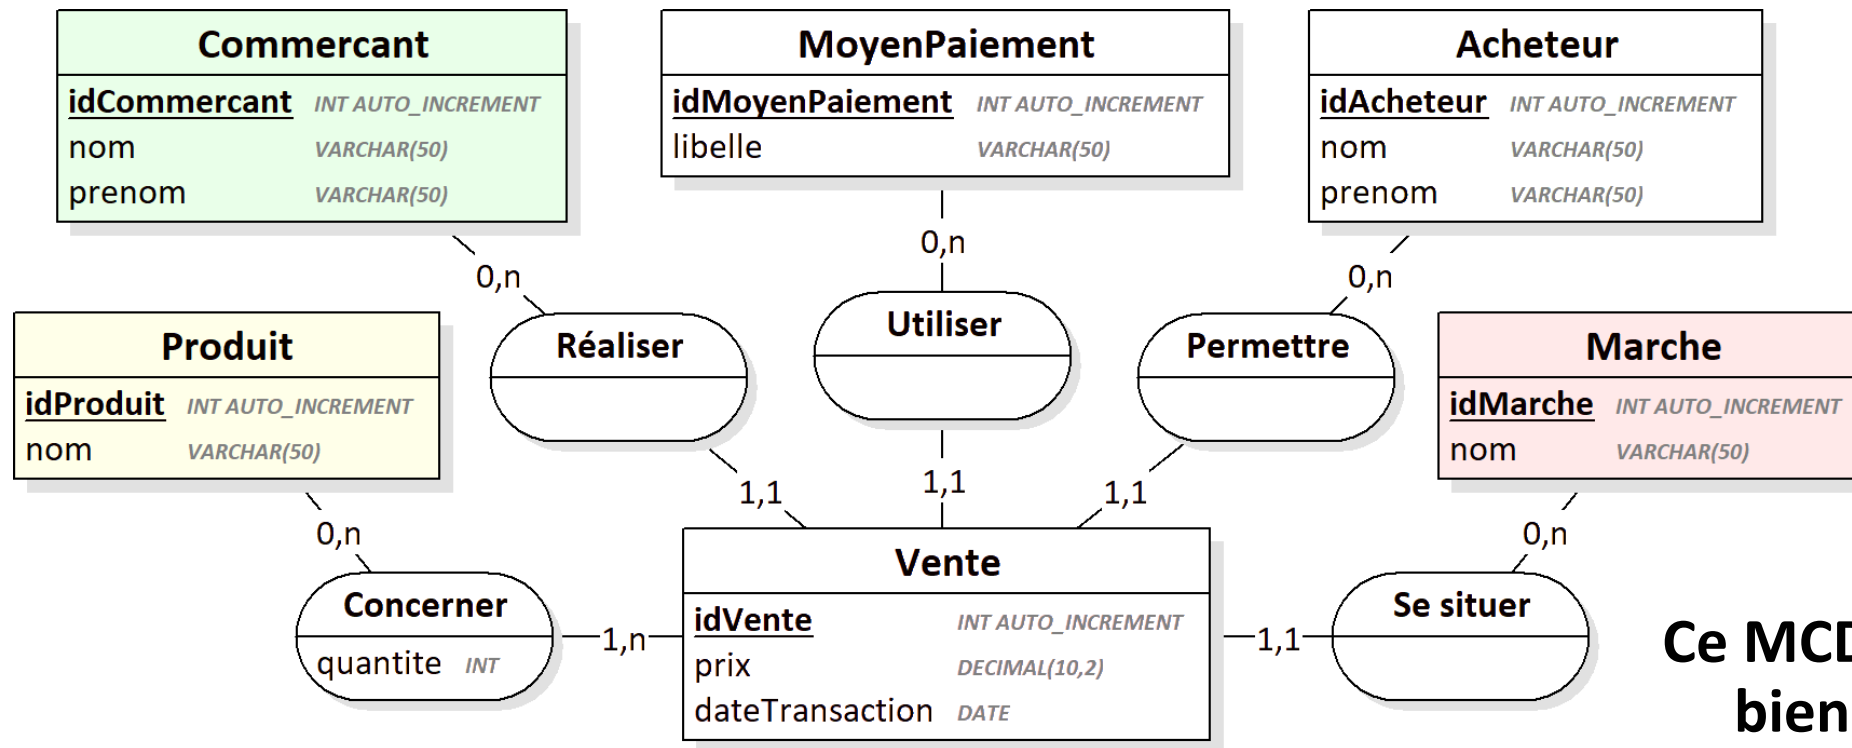 Commercant
idCommercant INT AUTO_INCREMENT
nom VARCHAR(50)
prenom VARCHAR(50)
MoyenPaiement
idMoyenPaiement INT AUTO_INCREMENT
libelle VARCHAR(50)
Acheteur
idAcheteur INT AUTO_INCREMENT
nom VARCHAR(50)
prenom VARCHAR(50)
0,n
0,n
0,n
Produit
idProduit INT AUTO_INCREMENT
nom VARCHAR(50)
Réaliser
Utiliser
Permettre
Marche
idMarche INT AUTO_INCREMENT
nom VARCHAR(50)
1,1
1,1
1,1
0,n
0,n
Concerner
quantite INT
1,n
Vente
idVente INT AUTO_INCREMENT
prix DECIMAL(10,2)
dateTransaction DATE
1,1
Se situer
Ce MCD
bien